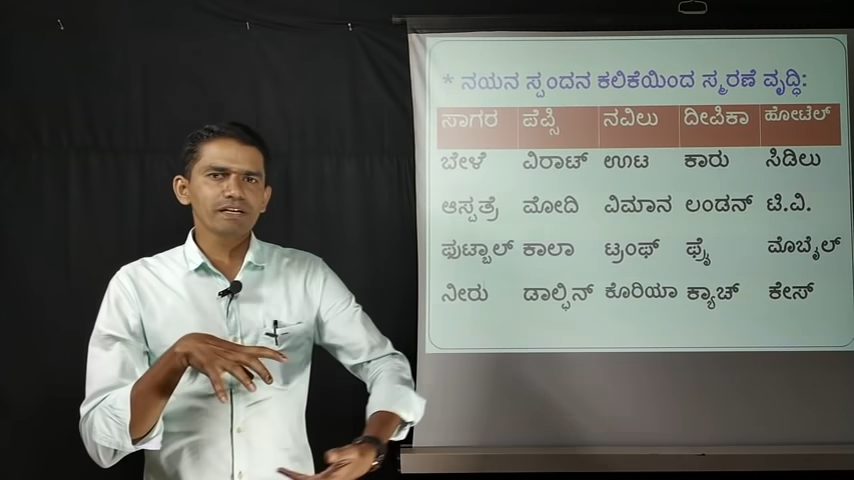 * ನಯನ ಸ್ಪಂದನ ಕಲಿಕೆಯಿಂದ ಸ್ಮರಣೆ ವೃದ್ಧಿ:
ಸಾಗರ ಪೆಪ್ಸಿ ನವಿಲು ದೀಪಿಕಾ ಹೋಟೆಲ್
ಬೇಳೆ ವಿರಾಟ್ ಊಟ ಕಾರು ಸಿಡಿಲು
ಆಸ್ಪತ್ರೆ ಮೋದಿ ವಿಮಾನ ಲಂಡನ್ ಟಿ.ವಿ.
ಫುಟ್ಬಾಲ್ ಕಾಲಾ ಟ್ರಂಫ್ ಫ್ರೈ ಮೊಬೈಲ್
ನೀರು ಡಾಲ್ಫಿನ್ ಕೊರಿಯಾ ಕ್ಯಾಚ್ ಕೇಸ್